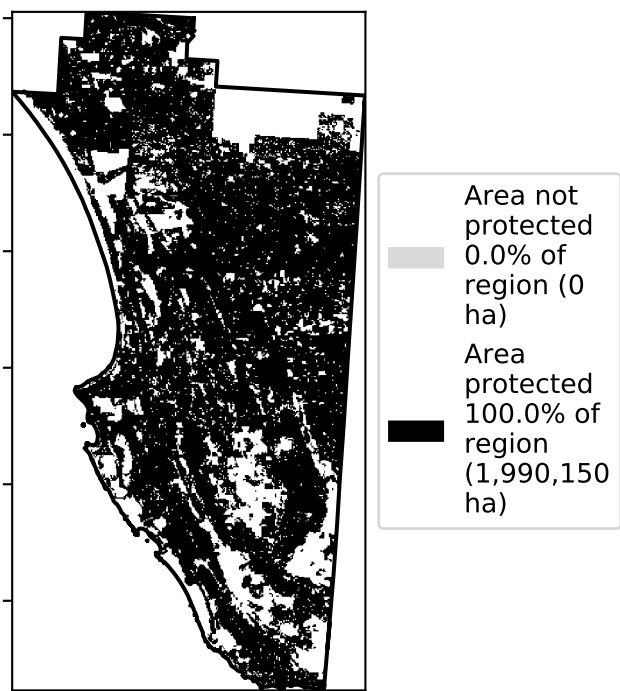 Area not
protected
0.0% of
region (0
ha)
Area
protected
100.0% of
region
(1,990,150
ha)